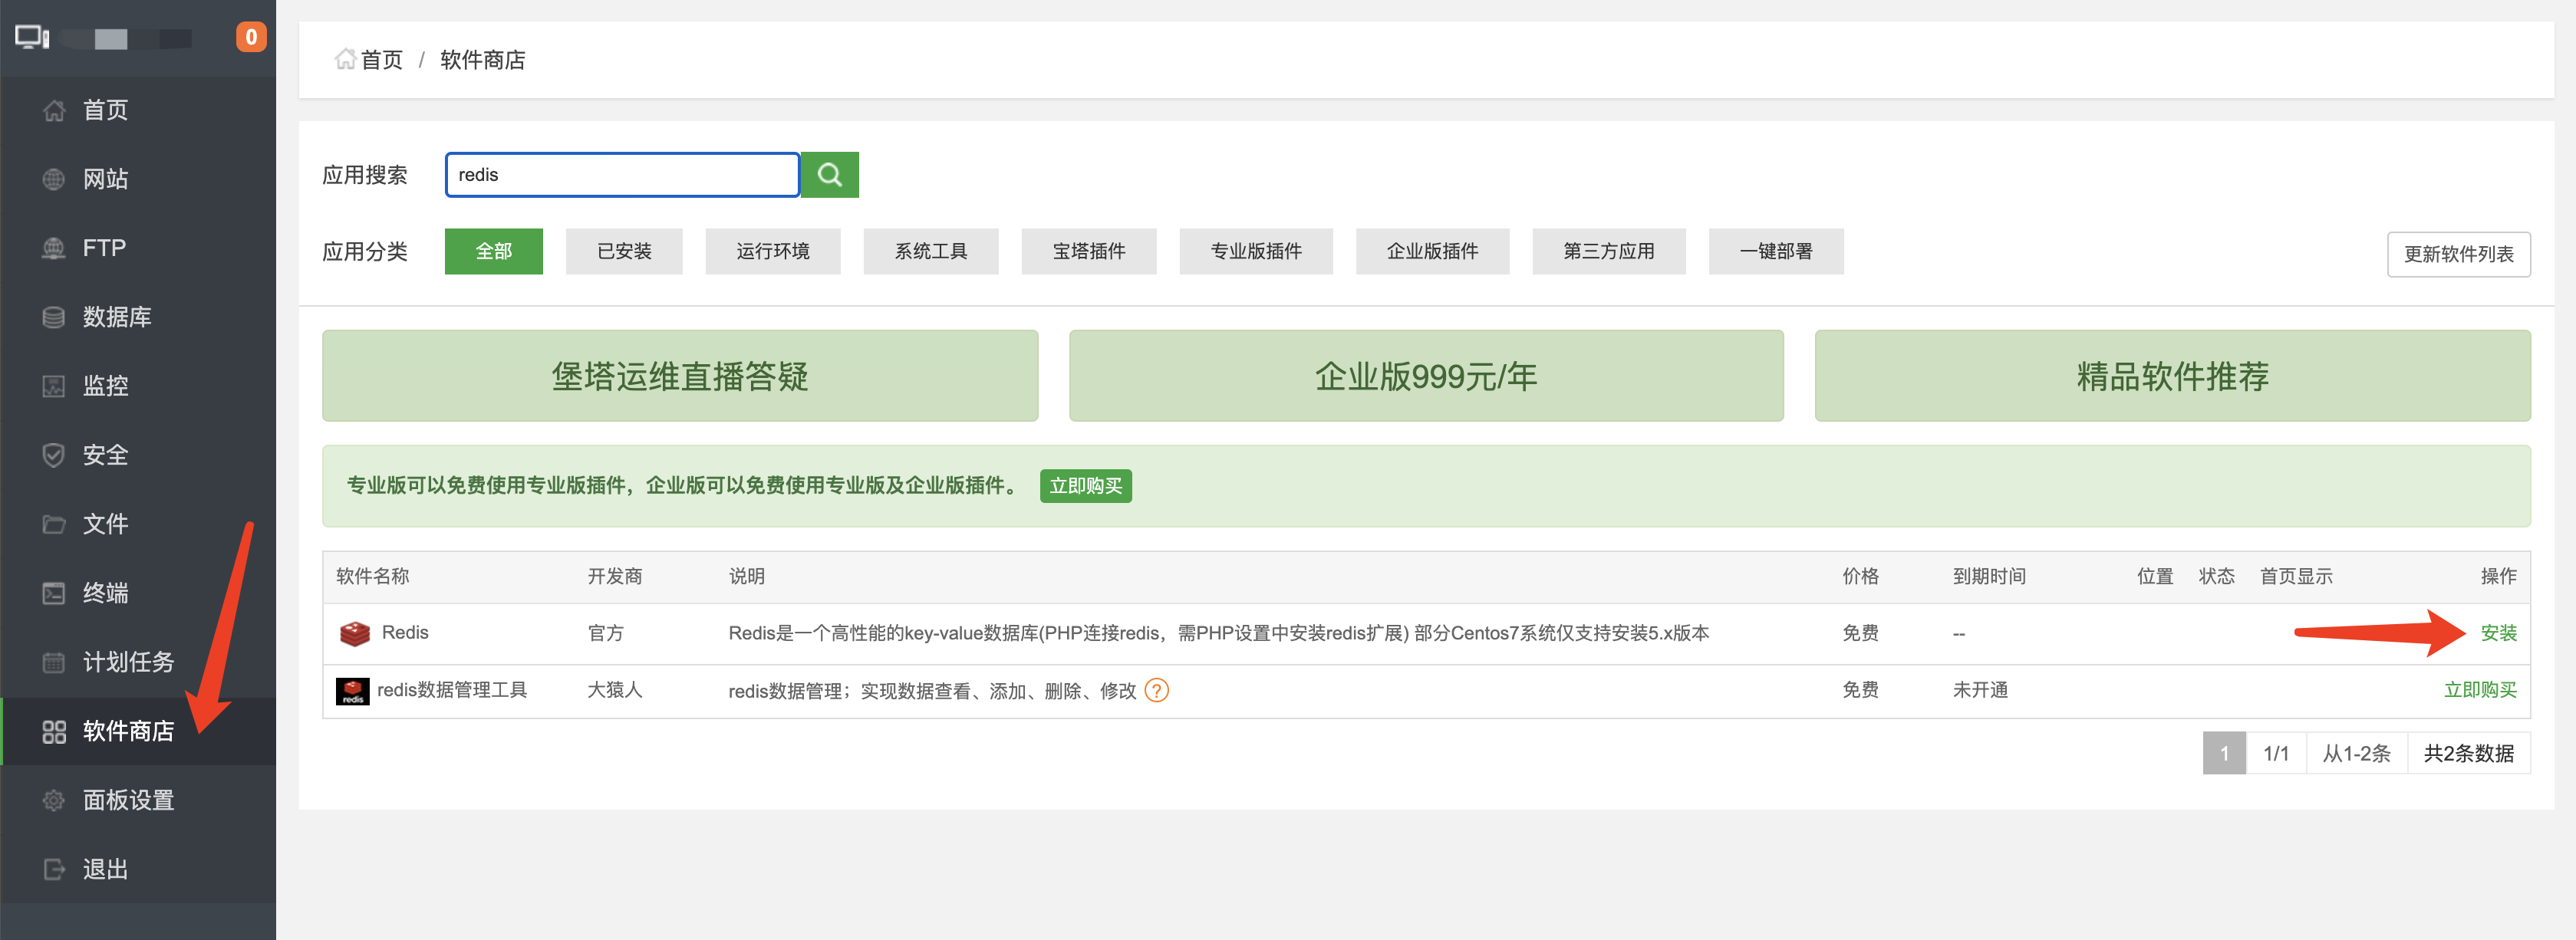 0
首页
网站
FTP
数据库
监控
安全
文件
终端
计划任务
软件商店
面板设置
退出
首页 / 软件商店
应用搜索 redis
应用分类 全部 已安装 运行环境 系统工具 宝塔插件 专业版插件 企业版插件 第三方应用 一键部署 更新软件列表
堡塔运维直播答疑 企业版999元/年 精品软件推荐
专业版可以免费使用专业版插件，企业版可以免费使用专业版及企业版插件。 立即购买
软件名称 开发商 说明 价格 到期时间 位置 状态 首页显示 操作
Redis 官方 Redis是一个高性能的key-value数据库(PHP连接redis，需PHP设置中安装redis扩展) 部分Centos7系统仅支持安装5.x版本 免费 -- 安装
redis redis数据管理工具 大猿人 redis数据管理；实现数据查看、添加、删除、修改 ? 免费 未开通 立即购买
1 1/1 从1-2条 共2条数据